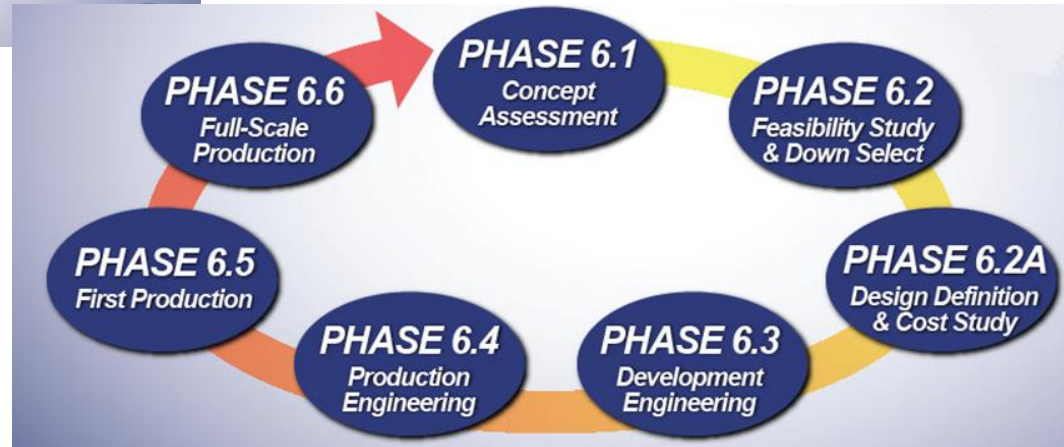 PHASE 6.1
Concept
Assessment
PHASE 6.2
Feasibility Study
& Down Select
PHASE 6.2A
Design Definition
& Cost Study
PHASE 6.3
Development
Engineering
PHASE 6.4
Production
Engineering
PHASE 6.5
First Production
PHASE 6.6
Full-Scale
Production